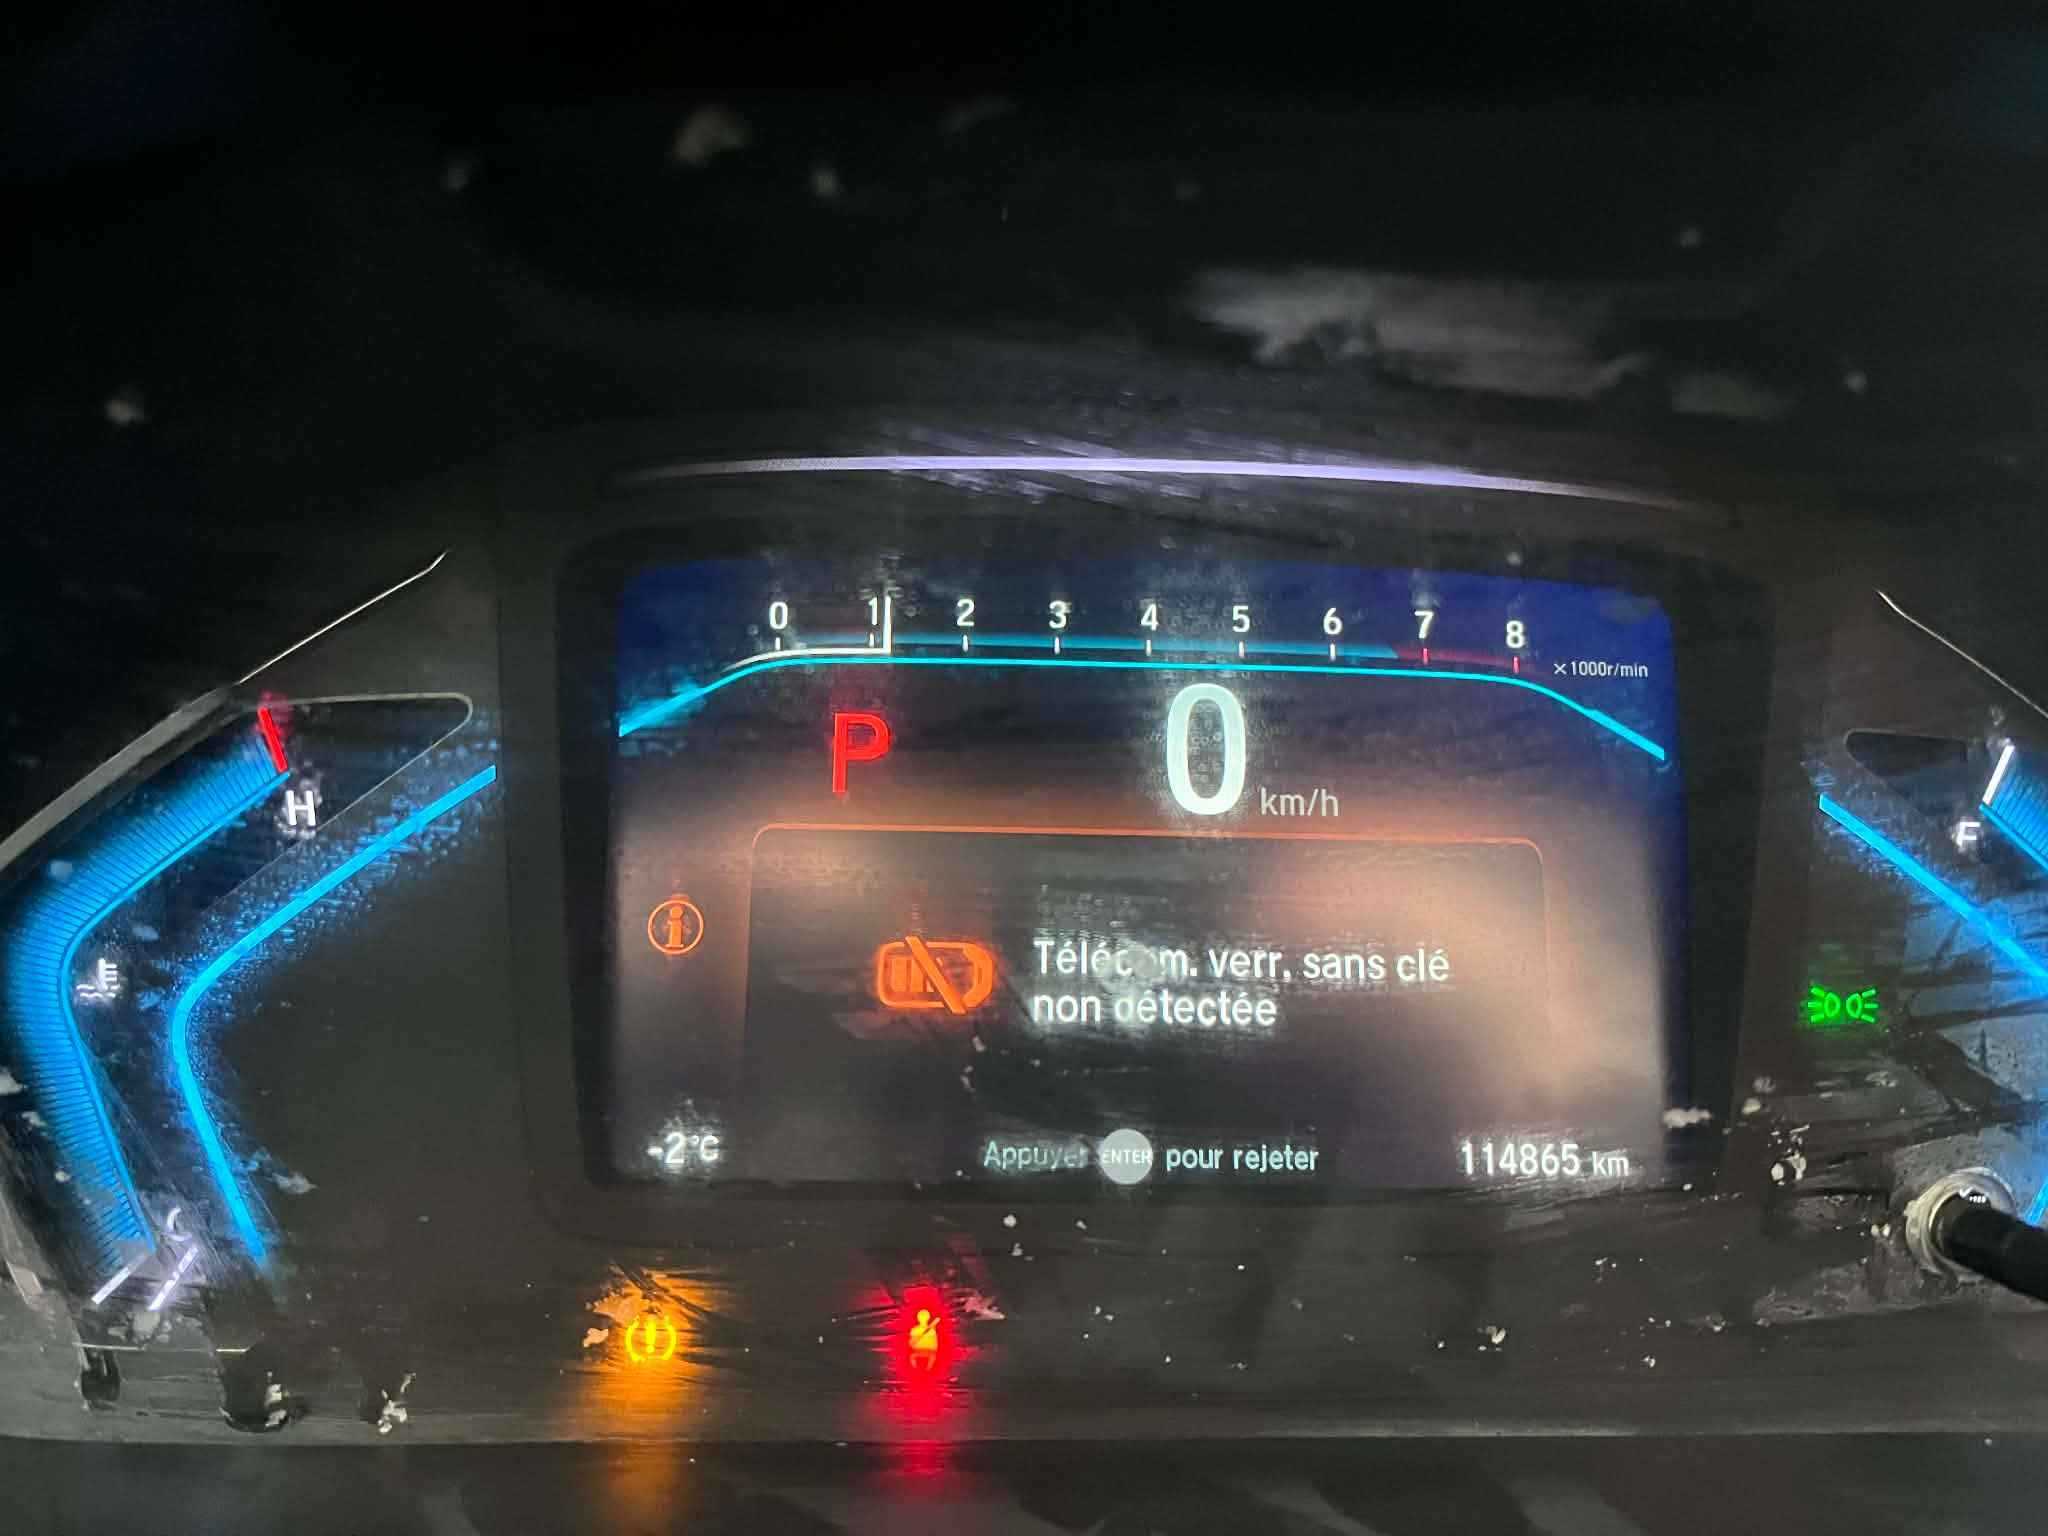 0 1 2 3 4 5 6 7 8
×1000r/min
P 0 km/h
H
F
Télécom. verr. sans clé
non détectée
-2°C
Appuyer ENTER pour rejeter
114865 km